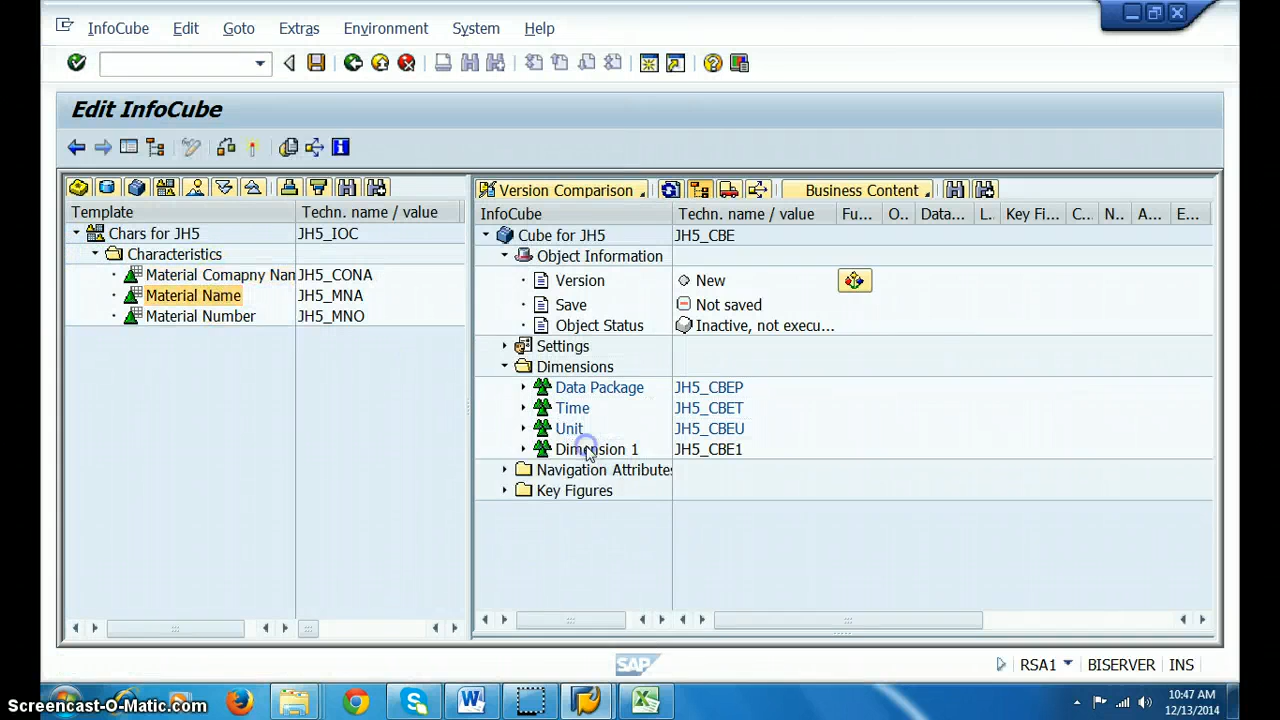 InfoCube Edit Goto Extras Environment System Help
Edit InfoCube
Version Comparison Business Content
Template Techn. name / value
Chars for JH5 JH5_IOC
Characteristics
Material Comapny Nan JH5_CONA
Material Name JH5_MNA
Material Number JH5_MNO
InfoCube Techn. name / value Fu... O.. Data... L. Key Fi... C... N.. A... E...
Cube for JH5 JH5_CBE
Object Information
Version New
Save Not saved
Object Status Inactive, not execu...
Settings
Dimensions
Data Package JH5_CBEP
Time JH5_CBET
Unit JH5_CBEU
Dimension 1 JH5_CBE1
Navigation Attributes
Key Figures
SAP RSA1 BISERVER INS
Screencast-O-Matic.com
10:47 AM
12/13/2014